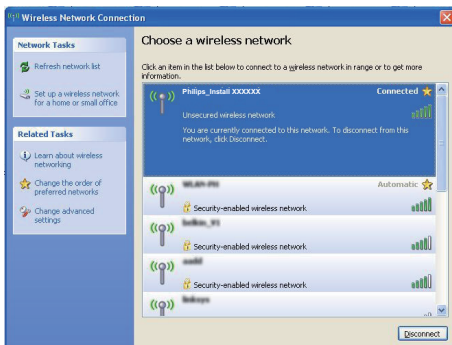 Wireless Network Connection
Network Tasks
Refresh network list
Set up a wireless network
for a home or small office
Related Tasks
Learn about wireless
networking
Change the order of
preferred networks
Change advanced
settings
Choose a wireless network
Click an item in the list below to connect to a wireless network in range or to get more
information.
Philips_Install XXXXXX Connected
Unsecured wireless network
You are currently connected to this network. To disconnect from this
network, click Disconnect.
Automatic
Security-enabled wireless network
Security-enabled wireless network
Security-enabled wireless network
Disconnect